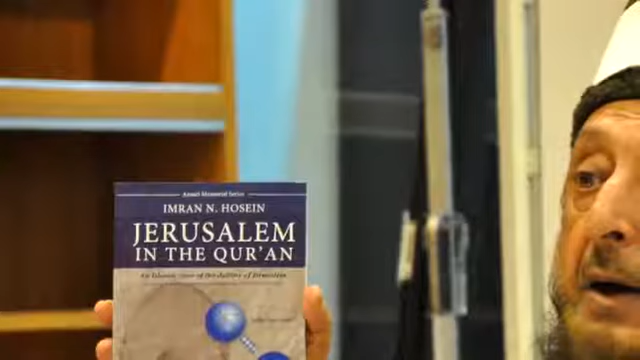 Ansari Memorial Series
IMRAN N. HOSEIN
JERUSALEM
IN THE QUR'AN
An Islamic View of the Destiny of Jerusalem